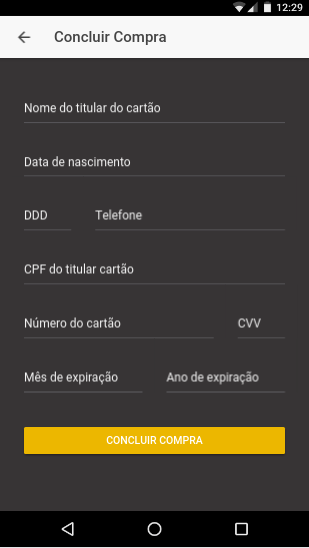 12:29
Concluir Compra
Nome do titular do cartão
Data de nascimento
DDD Telefone
CPF do titular cartão
Número do cartão CVV
Mês de expiração Ano de expiração
CONCLUIR COMPRA